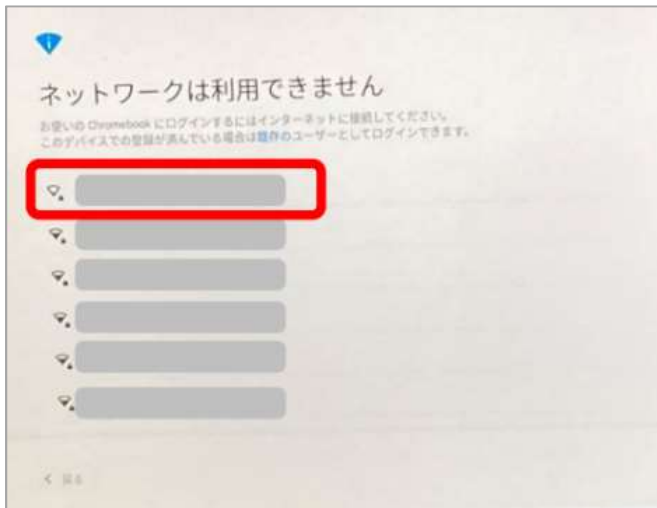 ネットワークは利用できません
お使いの Chromebook にログインするにはインターネットに接続してください。
このデバイスでの登録が済んでいる場合は既存のユーザーとしてログインできます。
< 戻る